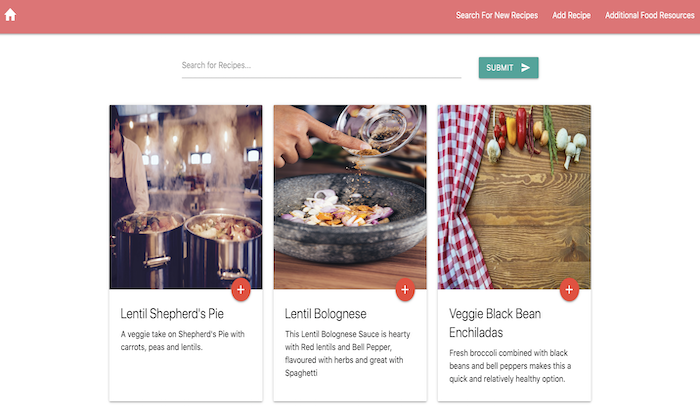 Search For New Recipes Add Recipe Additional Food Resources
Search for Recipes...
SUBMIT
Lentil Shepherd's Pie
A veggie take on Shepherd's Pie with
carrots, peas and lentils.
Lentil Bolognese
This Lentil Bolognese Sauce is hearty
with Red lentils and Bell Pepper,
flavoured with herbs and great with
Spaghetti
Veggie Black Bean
Enchiladas
Fresh broccoli combined with black
beans and bell peppers makes this a
quick and relatively healthy option.